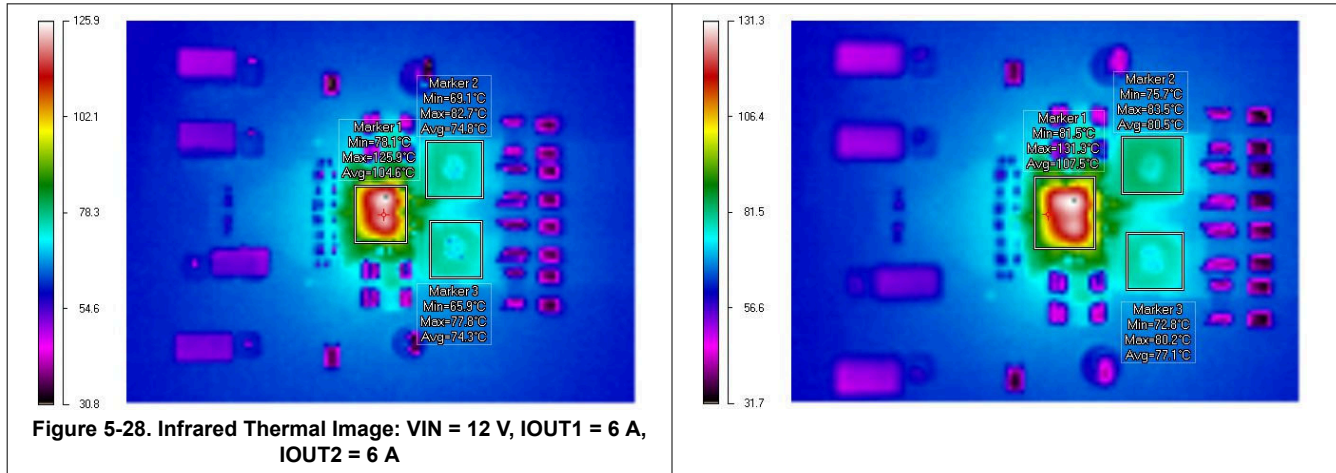 125.9
102.1
78.3
54.6
30.8
Marker 2
Min=69.1°C
Max=82.7°C
Avg=74.8°C
Marker 1
Min=78.1°C
Max=125.9°C
Avg=104.6°C
Marker 3
Min=65.9°C
Max=77.8°C
Avg=74.3°C
Figure 5-28. Infrared Thermal Image: VIN = 12 V, IOUT1 = 6 A,
IOUT2 = 6 A
131.3
106.4
81.5
56.6
31.7
Marker 2
Min=75.7°C
Max=83.5°C
Avg=80.5°C
Marker 1
Min=81.5°C
Max=131.3°C
Avg=107.5°C
Marker 3
Min=72.8°C
Max=80.2°C
Avg=77.1°C